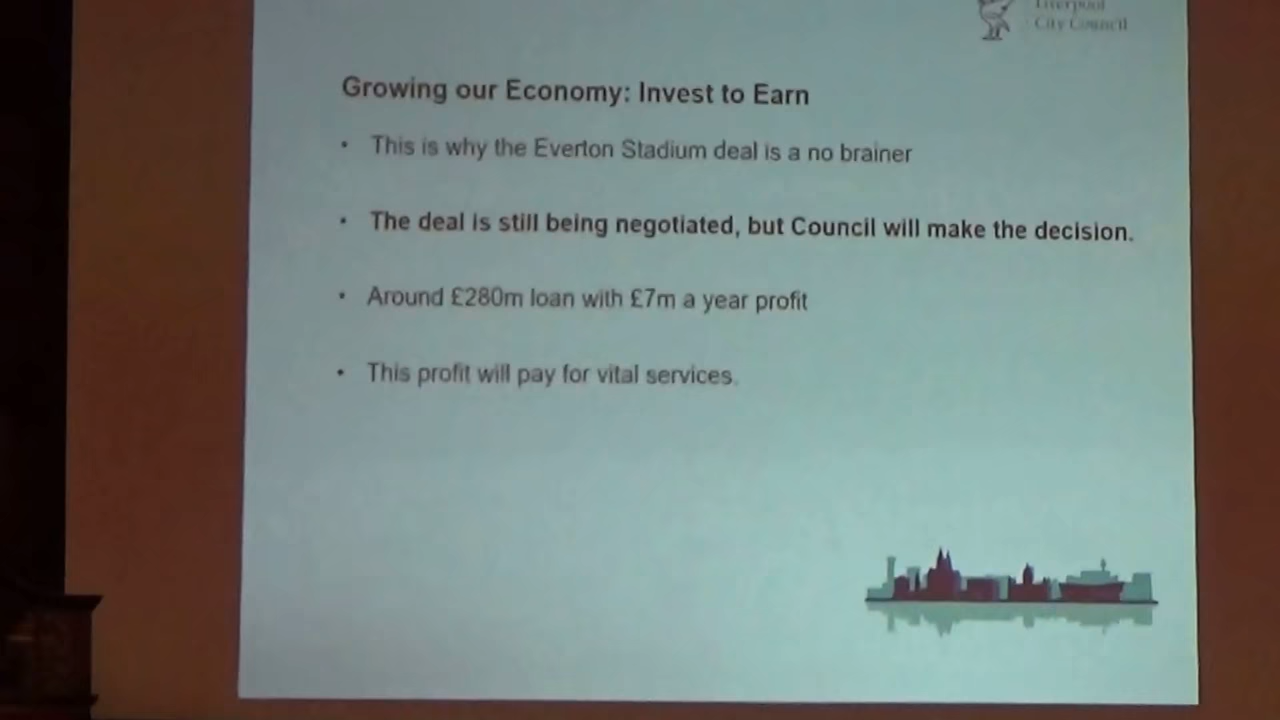 Liverpool
City Council
Growing our Economy: Invest to Earn
• This is why the Everton Stadium deal is a no brainer
• The deal is still being negotiated, but Council will make the decision.
• Around £280m loan with £7m a year profit
• This profit will pay for vital services.